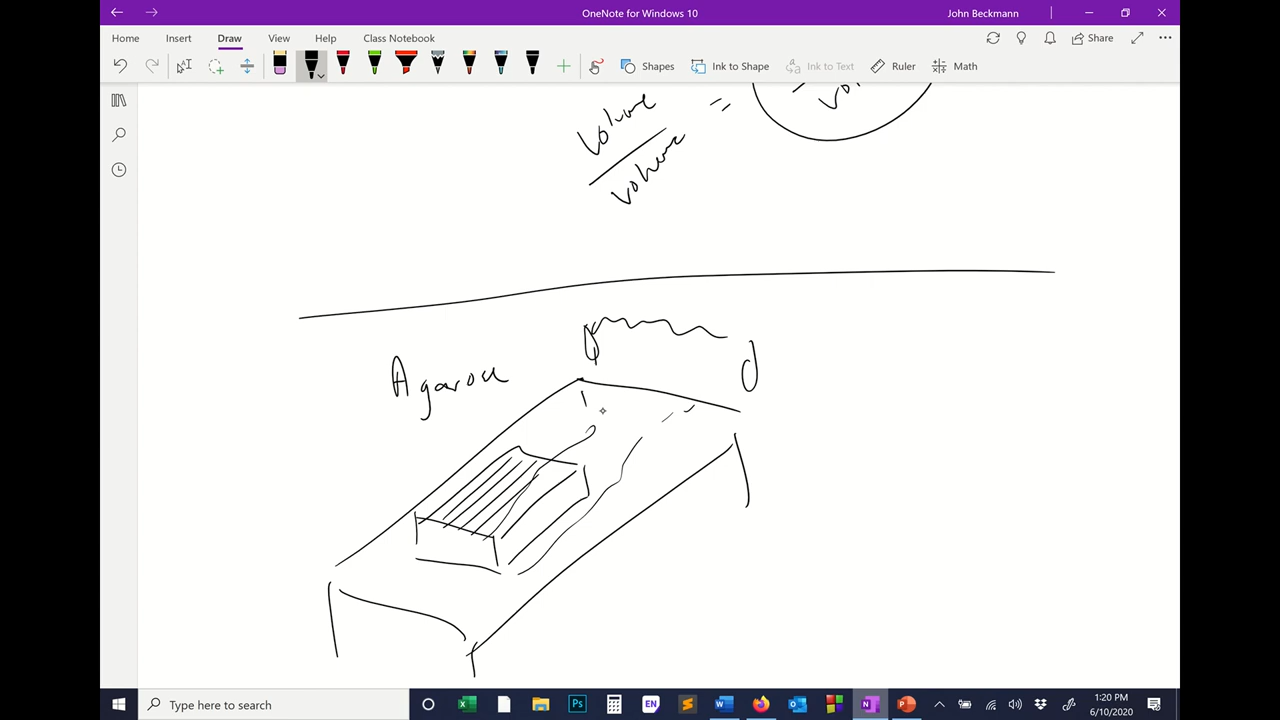 OneNote for Windows 10
John Beckmann
Home Insert Draw View Help Class Notebook
Share
Shapes Ink to Shape Ink to Text Ruler Math
volume
=
volume
Agarose
Type here to search
EN
1:20 PM
6/10/2020